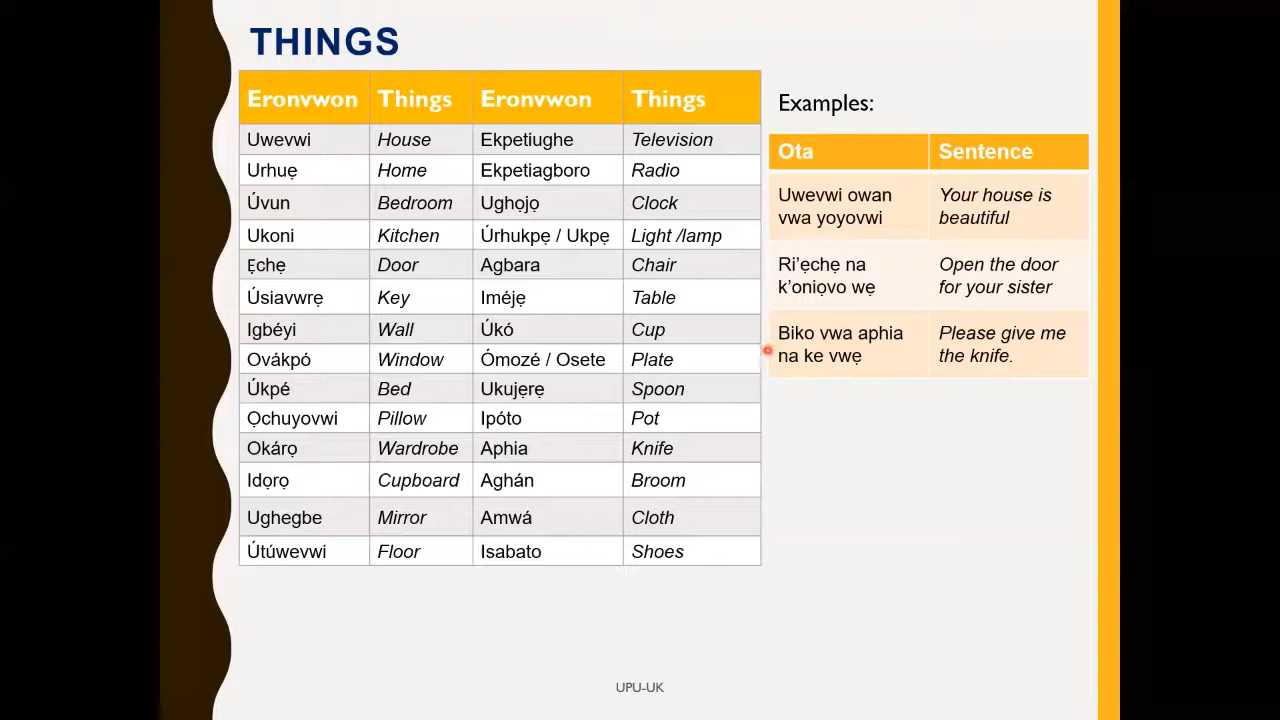 THINGS
Eronvwon Things Eronvwon Things
Uwevwi House Ekpetiughe Television
Urhuẹ Home Ekpetiagboro Radio
Úvun Bedroom Ughọjọ Clock
Ukoni Kitchen Úrhukpẹ / Ukpẹ Light /lamp
Ẹchẹ Door Agbara Chair
Úsiavwrẹ Key Iméjẹ Table
Igbéyi Wall Úkó Cup
Ovákpó Window Ómozé / Osete Plate
Úkpé Bed Ukujẹrẹ Spoon
Ọchuyovwi Pillow Ipóto Pot
Okárọ Wardrobe Aphia Knife
Idọrọ Cupboard Aghán Broom
Ughegbe Mirror Amwá Cloth
Útúwevwi Floor Isabato Shoes
Examples:
Ota Sentence
Uwevwi owan Your house is
vwa yoyovwi beautiful
Ri’ẹchẹ na Open the door
k’oniọvo wẹ for your sister
Biko vwa aphia Please give me
na ke vwẹ the knife.
UPU-UK